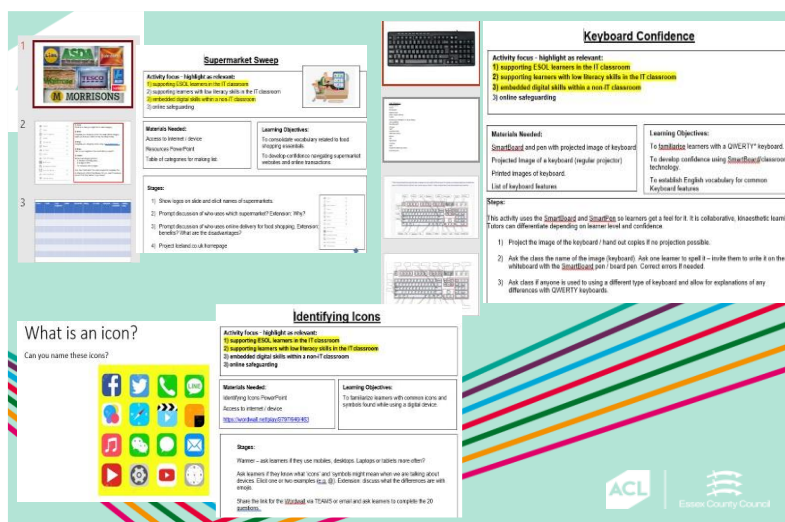 1
LIDL
ASDA
Waitrose
TESCO
ALDI
MORRISONS
2
3
Supermarket Sweep
Activity focus - highlight as relevant:
1) supporting ESOL learners in the IT classroom
2) supporting learners with low literacy skills in the IT classroom
3) embedded digital skills within a non-IT classroom
3) online safeguarding
Materials Needed:
Access to internet / device
Resources PowerPoint
Table of categories for making list.
Learning Objectives:
To consolidate vocabulary related to food
shopping essentials.
To develop confidence navigating supermarket
websites and online transactions.
Stages:
1) Show logos on slide and elicit names of supermarkets.
2) Prompt discussion of who uses which supermarket? Extension: Why?
3) Prompt discussion of who uses online delivery for food shopping. Extension:
benefits? What are the disadvantages?
4) Project Iceland.co.uk homepage
Keyboard Confidence
Activity focus - highlight as relevant:
1) supporting ESOL learners in the IT classroom
2) supporting learners with low literacy skills in the IT classroom
3) embedded digital skills within a non-IT classroom
3) online safeguarding
Materials Needed:
SmartBoard and pen with projected image of keyboard
Projected Image of a keyboard (regular projector)
Printed images of keyboard.
List of keyboard features
Learning Objectives:
To familiarize learners with a QWERTY* keyboard.
To develop confidence using SmartBoard/classroom
technology.
To establish English vocabulary for common
Keyboard features
Steps:
This activity uses the SmartBoard and SmartPen so learners get a feel for it. It is collaborative, kinaesthetic learni
Tutors can differentiate depending on learner level and confidence
1) Project the image of the keyboard / hand out copies if no projection possible.
2) Ask the class the name of the image (keyboard). Ask one learner to spell it – invite them to write it on the
whiteboard with the SmartBoard pen / board pen. Correct errors if needed.
3) Ask class if anyone is used to using a different type of keyboard and allow for explanations of any
differences with QWERTY keyboards.
What is an icon?
Can you name these icons?
LINE
Identifying Icons
Activity focus - highlight as relevant:
1) supporting ESOL learners in the IT classroom
2) supporting learners with low literacy skills in the IT classroom
3) embedded digital skills within a non-IT classroom
3) online safeguarding
Materials Needed:
Identifying Icons PowerPoint
Access to internet / device
Learning Objectives:
To familiarize learners with common icons and
symbols found while using a digital device.
Stages:
Warmer – ask learners if they use mobiles, desktops. Laptops or tablets more often?
Ask learners if they know what 'icons' and symbols might mean when we are talking about
devices. Elicit one or two examples (e.g. @). Extension: discuss what the differences are with
emojis.
Share the link for the Wordwall via TEAMS or email and ask learners to complete the 20
questions.
ACL
Essex County Council